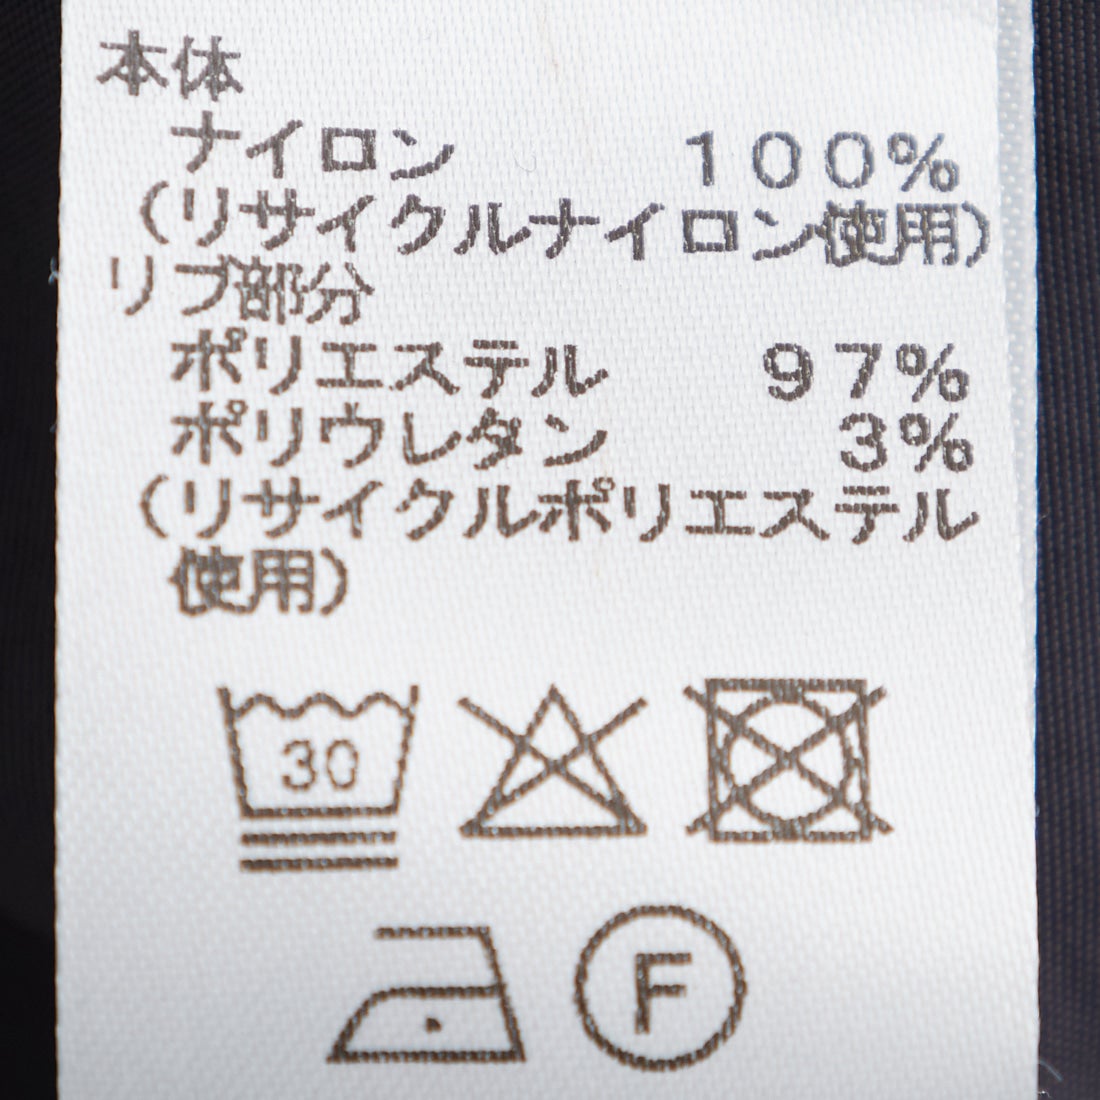 本体
ナイロン 100%
(リサイクルナイロン使用)
リブ部分
ポリエステル 97%
ポリウレタン 3%
(リサイクルポリエステル
使用)
30
F